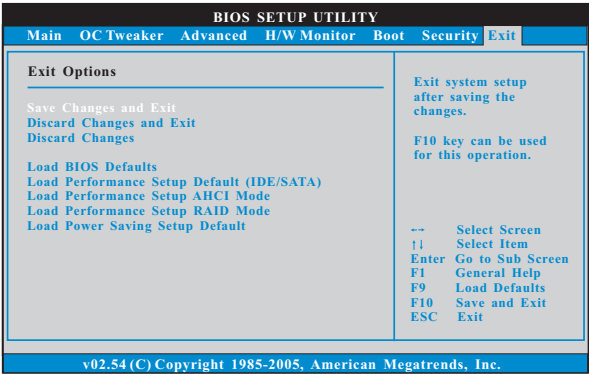 BIOS SETUP UTILITY
Main OC Tweaker Advanced H/W Monitor Boot Security Exit
Exit Options
Save Changes and Exit
Discard Changes and Exit
Discard Changes
Load BIOS Defaults
Load Performance Setup Default (IDE/SATA)
Load Performance Setup AHCI Mode
Load Performance Setup RAID Mode
Load Power Saving Setup Default
Exit system setup
after saving the
changes.
F10 key can be used
for this operation.
←→ Select Screen
↑↓ Select Item
Enter Go to Sub Screen
F1 General Help
F9 Load Defaults
F10 Save and Exit
ESC Exit
v02.54 (C) Copyright 1985-2005, American Megatrends, Inc.